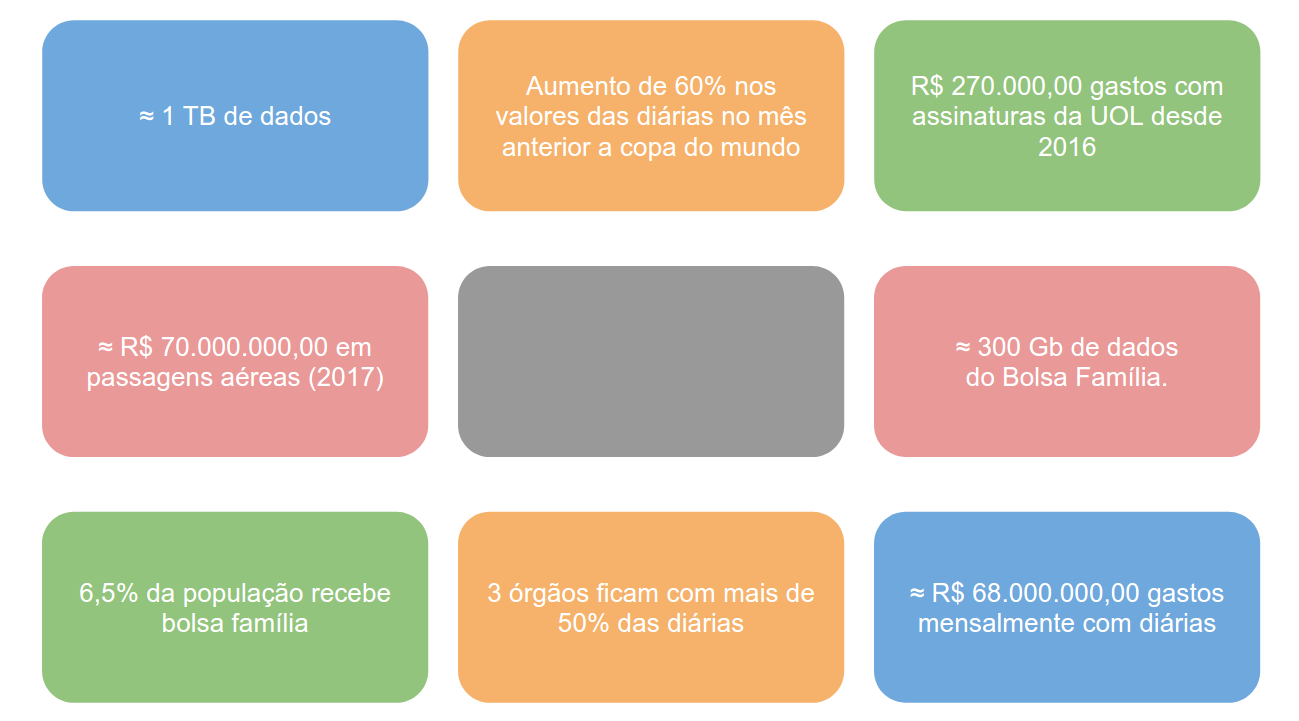 ≈ 1 TB de dados
Aumento de 60% nos
valores das diárias no mês
anterior a copa do mundo
R$ 270.000,00 gastos com
assinaturas da UOL desde
2016
≈ R$ 70.000.000,00 em
passagens aéreas (2017)
≈ 300 Gb de dados
do Bolsa Família.
6,5% da população recebe
bolsa família
3 órgãos ficam com mais de
50% das diárias
≈ R$ 68.000.000,00 gastos
mensalmente com diárias